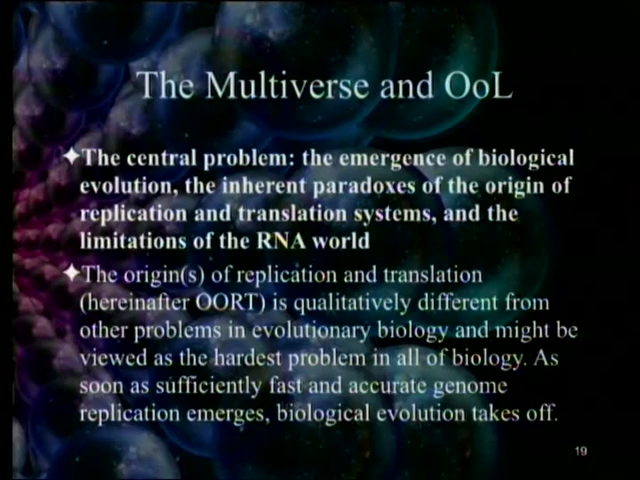 The Multiverse and OoL
✦The central problem: the emergence of biological
evolution, the inherent paradoxes of the origin of
replication and translation systems, and the
limitations of the RNA world
✦The origin(s) of replication and translation
(hereinafter OORT) is qualitatively different from
other problems in evolutionary biology and might be
viewed as the hardest problem in all of biology. As
soon as sufficiently fast and accurate genome
replication emerges, biological evolution takes off.
19